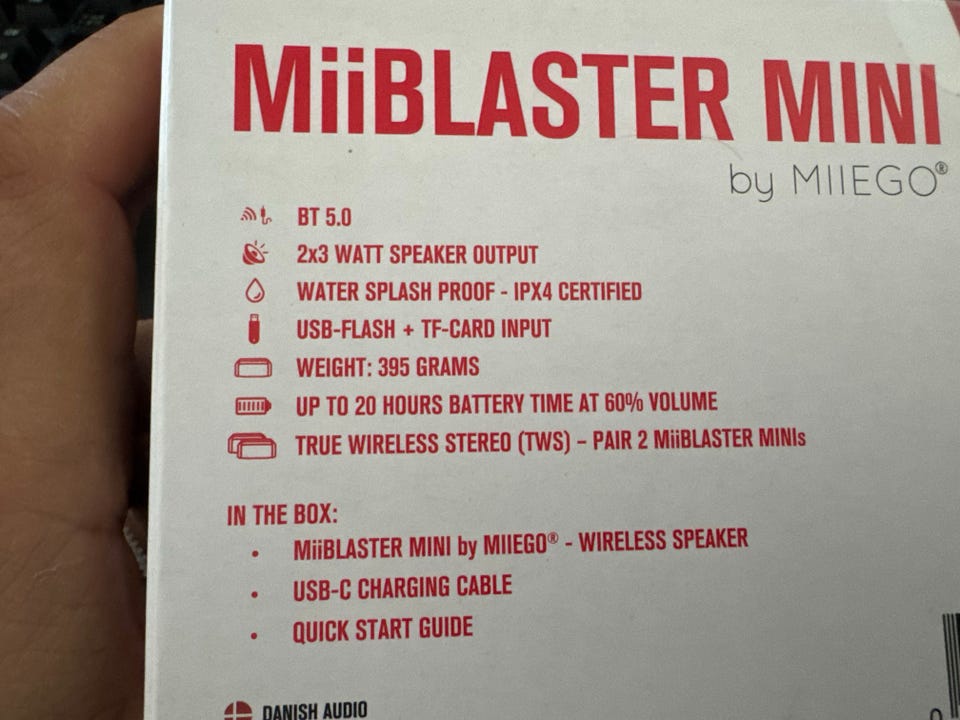 MiiBLASTER MINI
by MIIEGO®
BT 5.0
2x3 WATT SPEAKER OUTPUT
WATER SPLASH PROOF - IPX4 CERTIFIED
USB-FLASH + TF-CARD INPUT
WEIGHT: 395 GRAMS
UP TO 20 HOURS BATTERY TIME AT 60% VOLUME
TRUE WIRELESS STEREO (TWS) – PAIR 2 MiiBLASTER MINIs
IN THE BOX:
• MiiBLASTER MINI by MIIEGO® - WIRELESS SPEAKER
• USB-C CHARGING CABLE
• QUICK START GUIDE
DANISH AUDIO